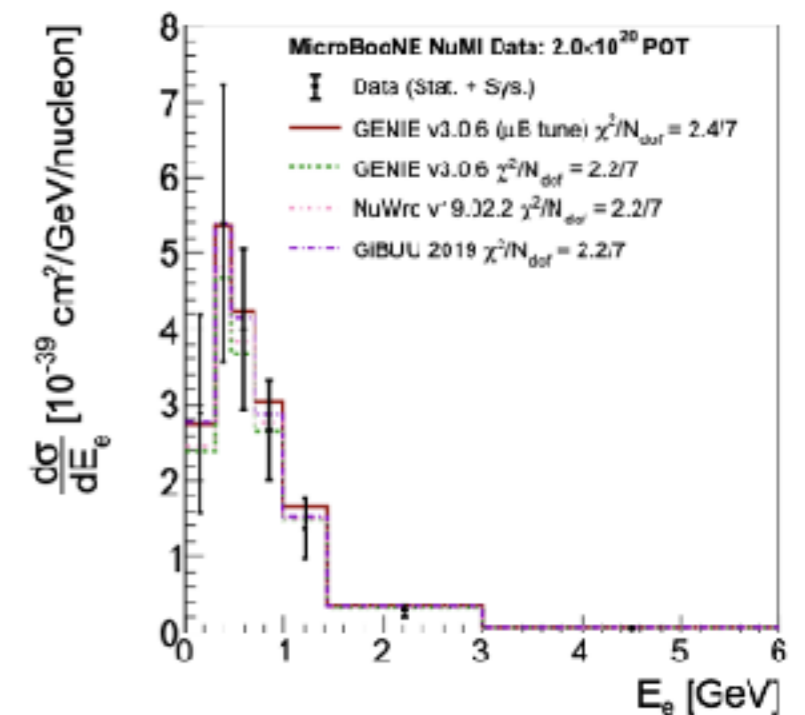 MicroBooNE NuMI Data: 2.0×10²⁰ POT
Data (Stat. + Sys.)
GENIE v3.0.6 (μB tune) χ²/N_dof = 2.4/7
GENIE v3.0.6 χ²/N_dof = 2.2/7
NuWro v19.02.2 χ²/N_dof = 2.2/7
GiBUU 2019 χ²/N_dof = 2.2/7
dσ/dE_e [10⁻³⁹ cm²/GeV/nucleon]
8
7
6
5
4
3
2
1
0
0 1 2 3 4 5 6
E_e [GeV]